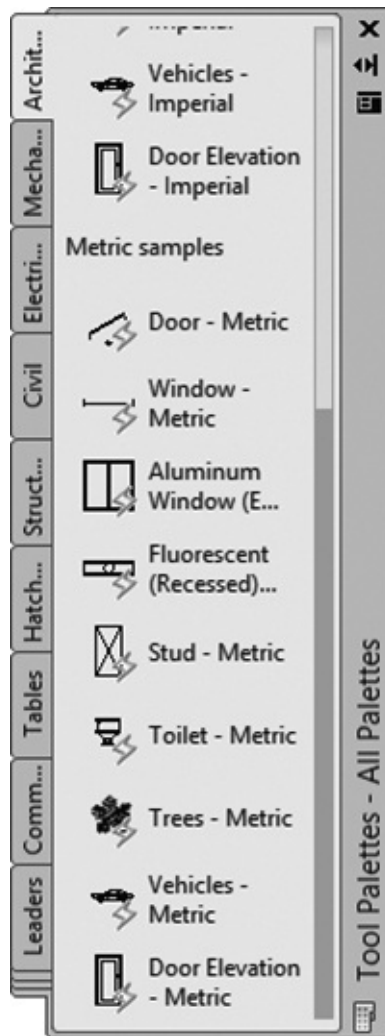 Imperial
Vehicles -
Imperial
Door Elevation
- Imperial
Metric samples
Door - Metric
Window -
Metric
Aluminum
Window (E...
Fluorescent
(Recessed)...
Stud - Metric
Toilet - Metric
Trees - Metric
Vehicles -
Metric
Door Elevation
- Metric
Archit...
Mecha...
Electri...
Civil
Struct...
Hatch...
Tables
Comm...
Leaders
Tool Palettes - All Palettes